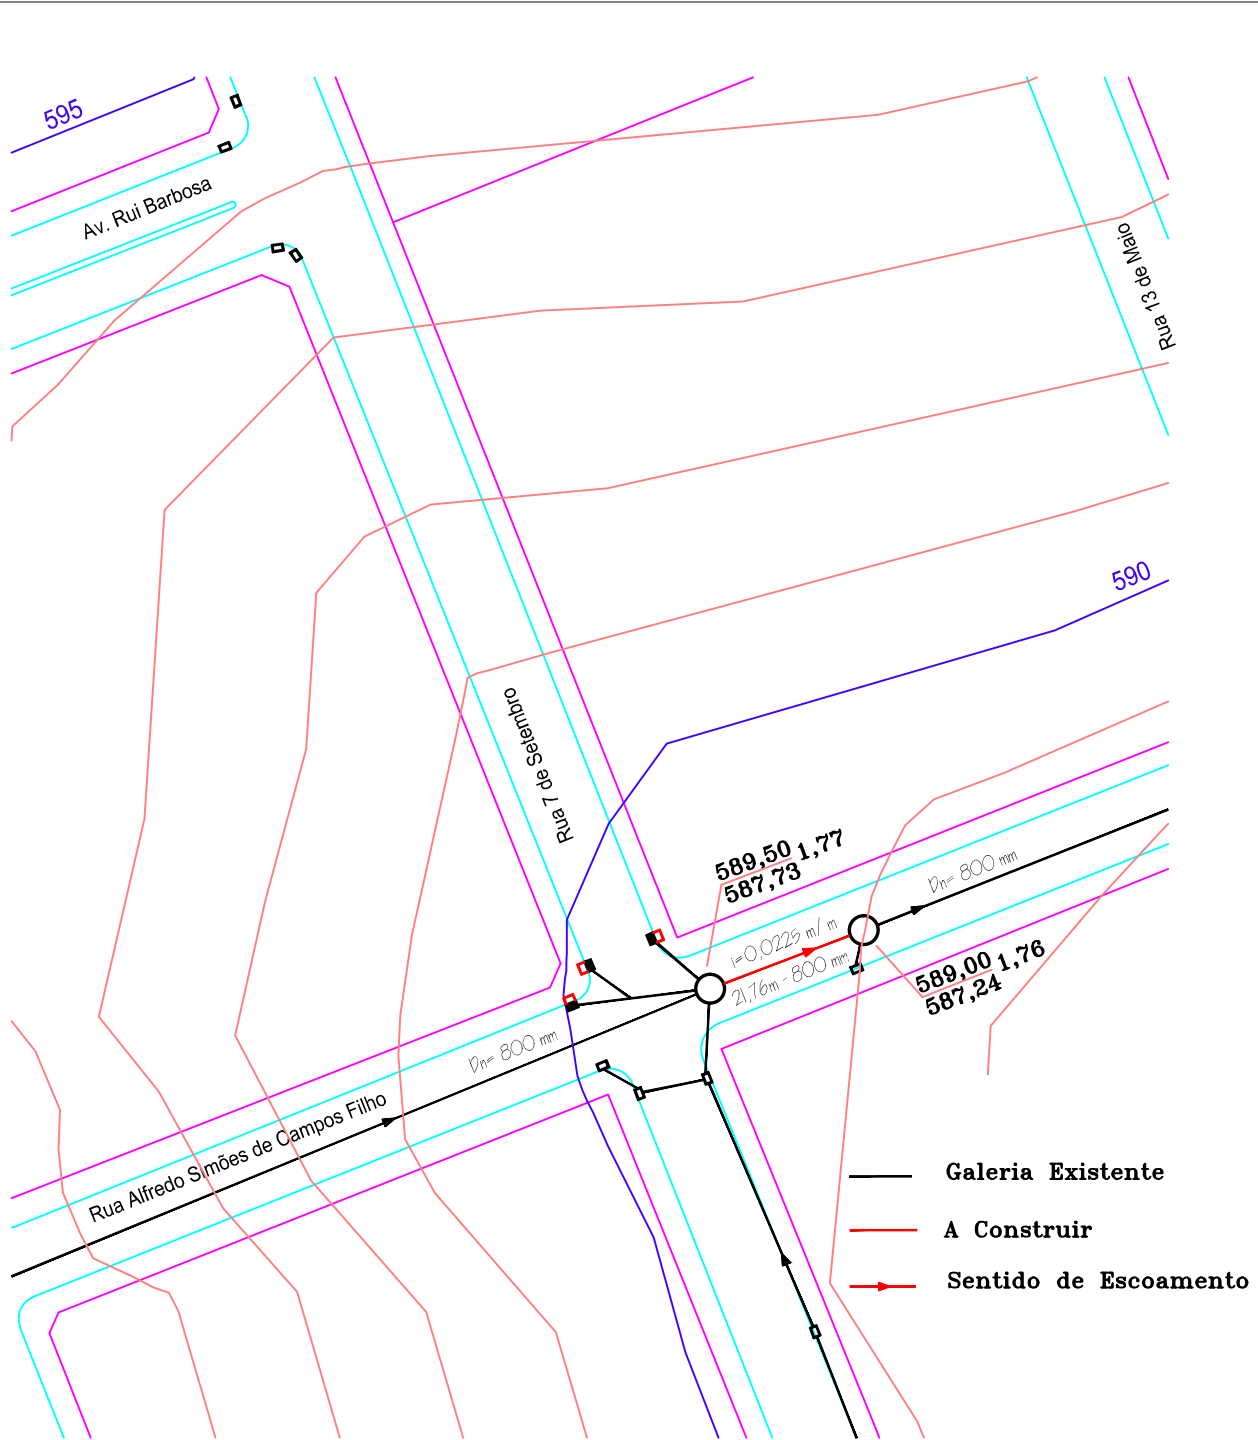 595
Av. Rui Barbosa
Rua 13 de Maio
590
Rua 7 de Setembro
589,50 1,77
587,73
Dn= 800 mm
i=0,0225 m/m
21,76m - 800 mm
589,00 1,76
587,24
Dn= 800 mm
Rua Alfredo Simões de Campos Filho
Galeria Existente
A Construir
Sentido de Escoamento